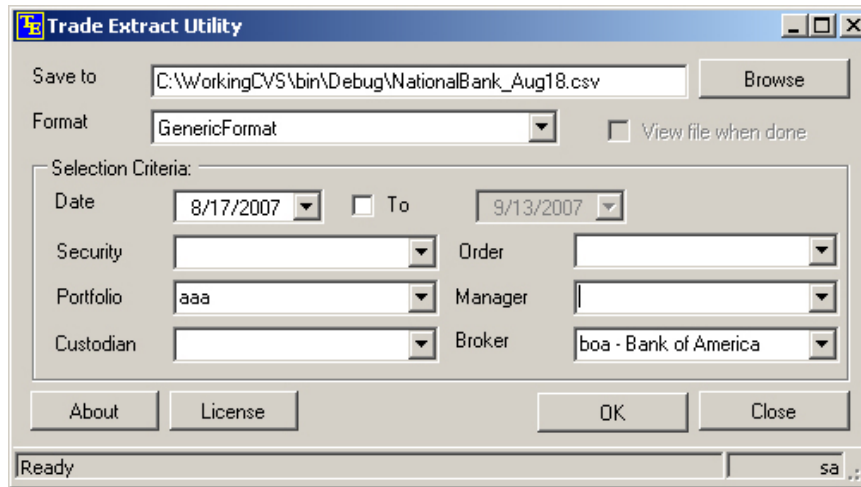 TE Trade Extract Utility
Save to C:\WorkingCVS\bin\Debug\NationalBank_Aug18.csv Browse
Format GenericFormat View file when done
Selection Criteria:
Date 8/17/2007 To 9/13/2007
Security Order
Portfolio aaa Manager
Custodian Broker boa - Bank of America
About License OK Close
Ready sa